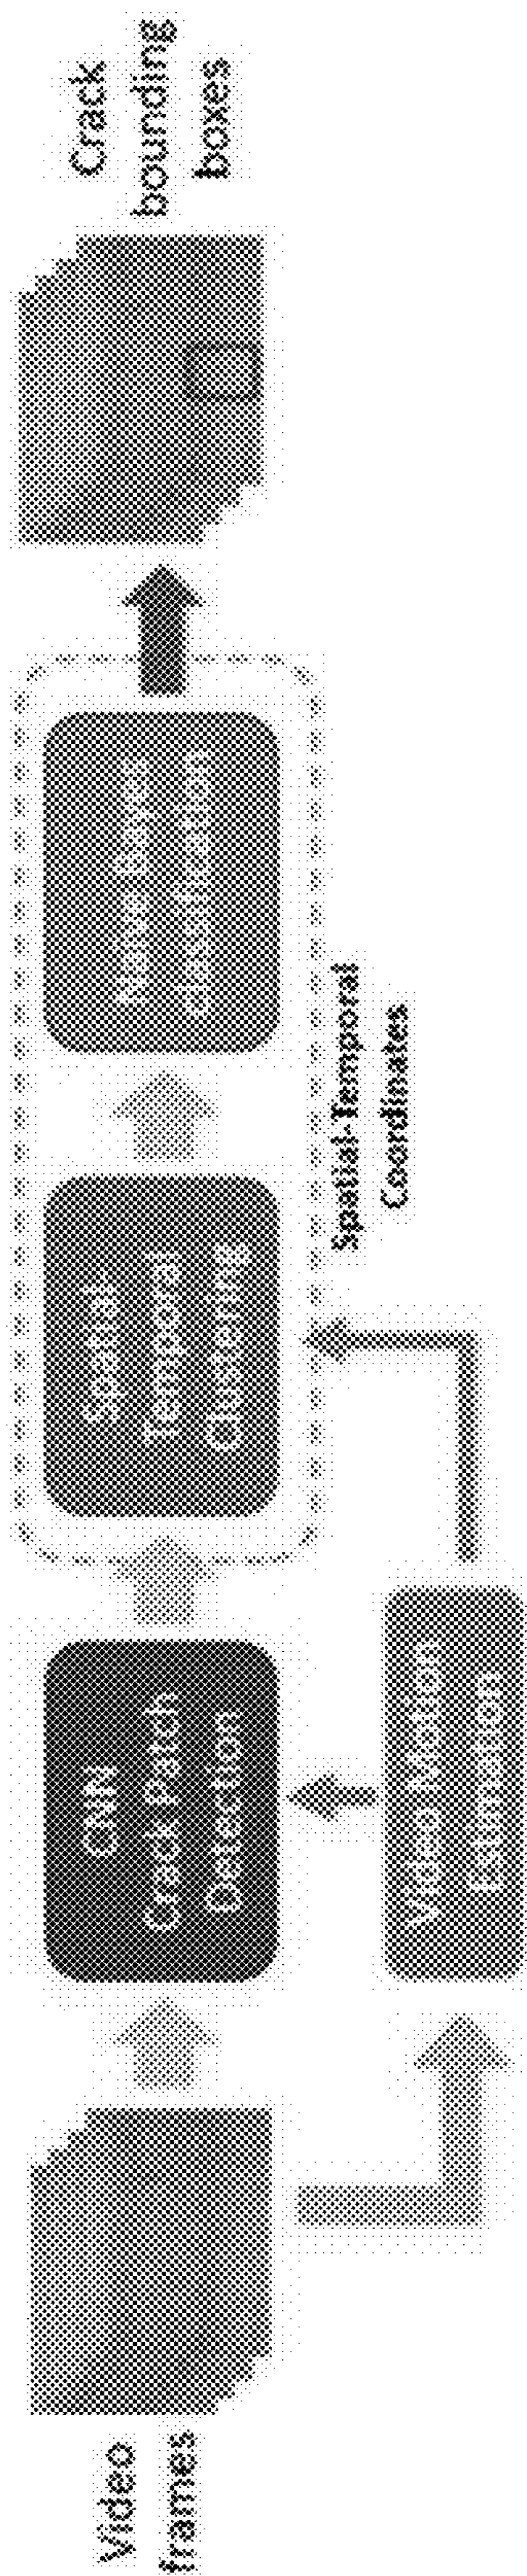 Video
frames
CNN
Crack Patch
Detection
Video Motion
Estimation
Spatial-
Temporal
Clustering
Spatial-Temporal
Coordinates
Naïve Bayes
Classification
Crack
bounding
boxes